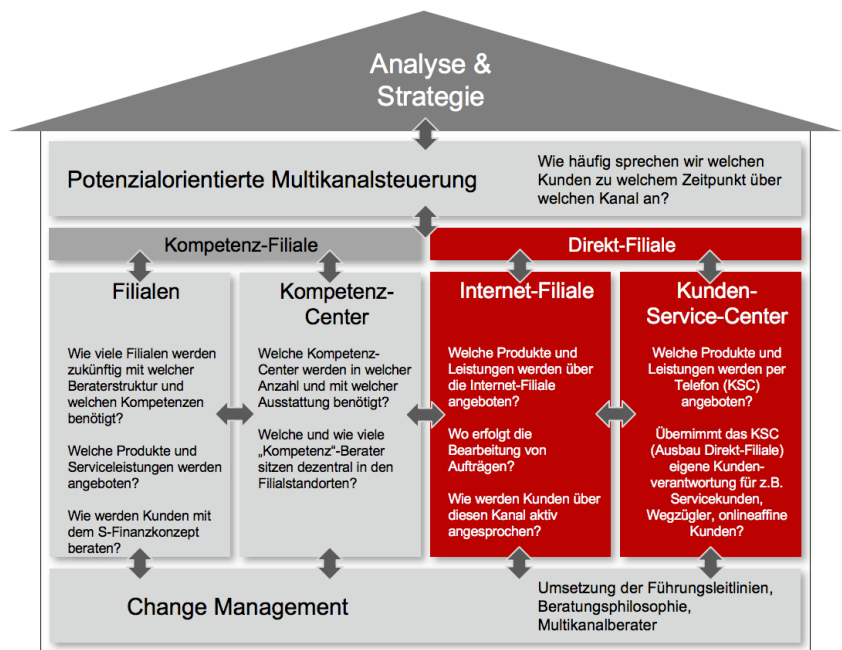 Analyse &
Strategie
Potenzialorientierte Multikanalsteuerung
Wie häufig sprechen wir welchen
Kunden zu welchem Zeitpunkt über
welchen Kanal an?
Kompetenz-Filiale
Direkt-Filiale
Filialen
Wie viele Filialen werden
zukünftig mit welcher
Beraterstruktur und
welchen Kompetenzen
benötigt?
Welche Produkte und
Serviceleistungen werden
angeboten?
Wie werden Kunden mit
dem S-Finanzkonzept
beraten?
Kompetenz-
Center
Welche Kompetenz-
Center werden in welcher
Anzahl und mit welcher
Ausstattung benötigt?
Welche und wie viele
„Kompetenz“-Berater
sitzen dezentral in den
Filialstandorten?
Internet-Filiale
Welche Produkte und
Leistungen werden über
die Internet-Filiale
angeboten?
Wo erfolgt die
Bearbeitung von
Aufträgen?
Wie werden Kunden über
diesen Kanal aktiv
angesprochen?
Kunden-
Service-Center
Welche Produkte und
Leistungen werden per
Telefon (KSC)
angeboten?
Übernimmt das KSC
(Ausbau Direkt-Filiale)
eigene Kunden-
verantwortung für z.B.
Servicekunden,
Wegzügler, onlineaffine
Kunden?
Change Management
Umsetzung der Führungsleitlinien,
Beratungsphilosophie,
Multikanalberater